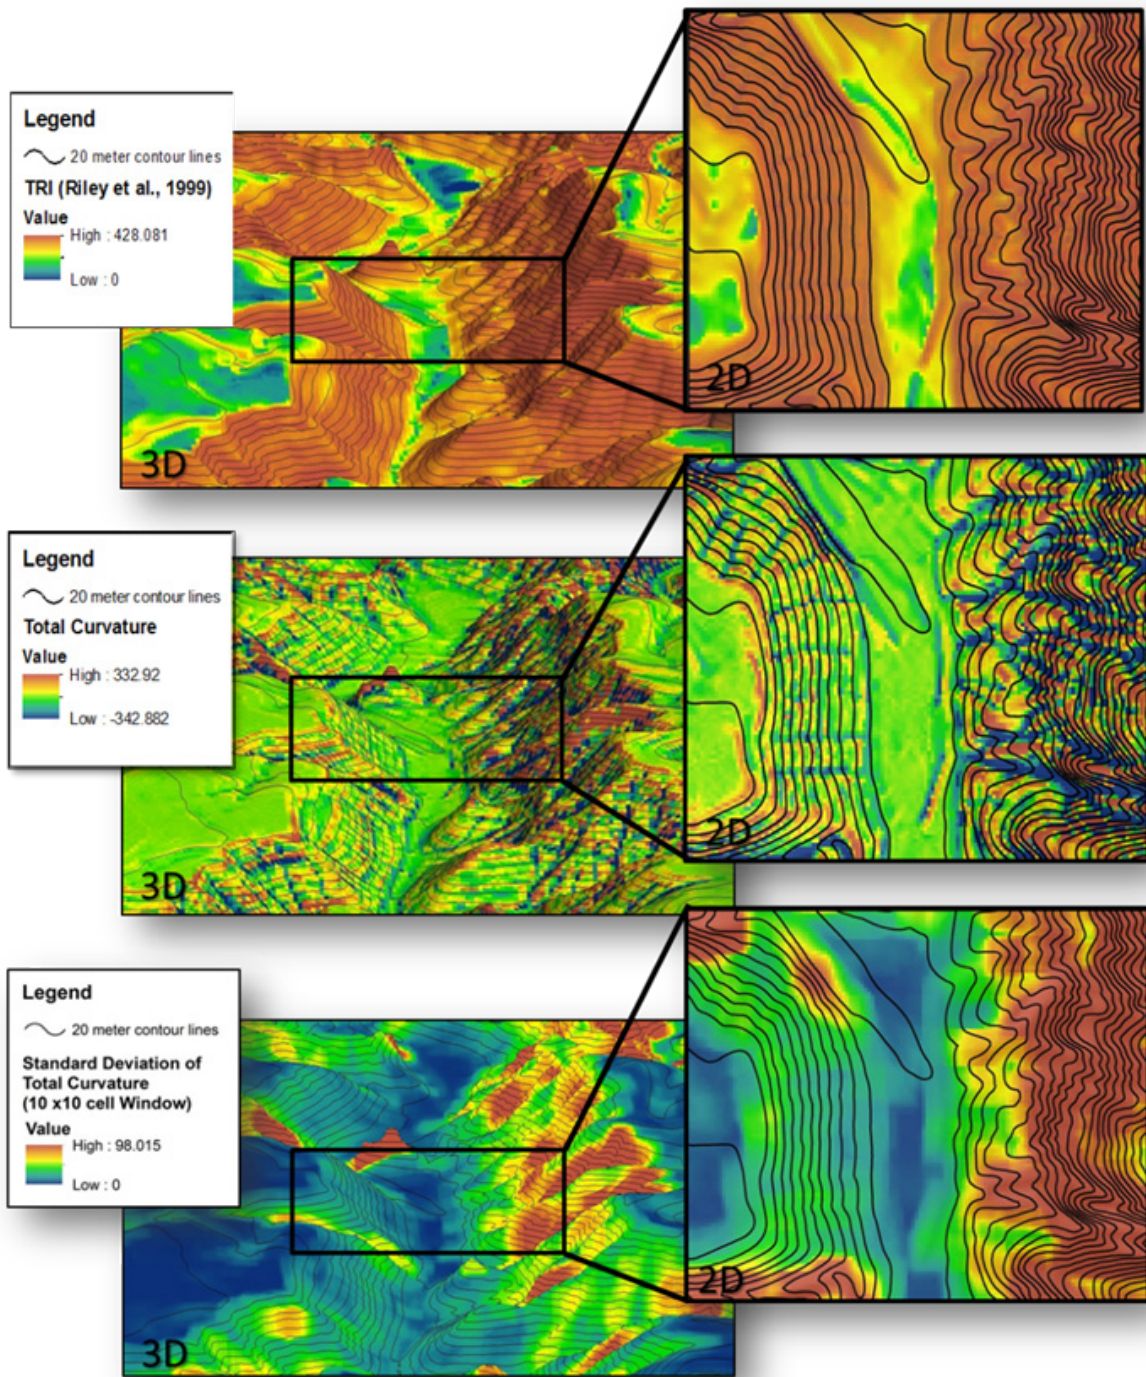 Legend
20 meter contour lines
TRI (Riley et al., 1999)
Value
High : 428.081
Low : 0
3D
2D
Legend
20 meter contour lines
Total Curvature
Value
High : 332.92
Low : -342.882
3D
2D
Legend
20 meter contour lines
Standard Deviation of
Total Curvature
(10 x10 cell Window)
Value
High : 98.015
Low : 0
3D
2D